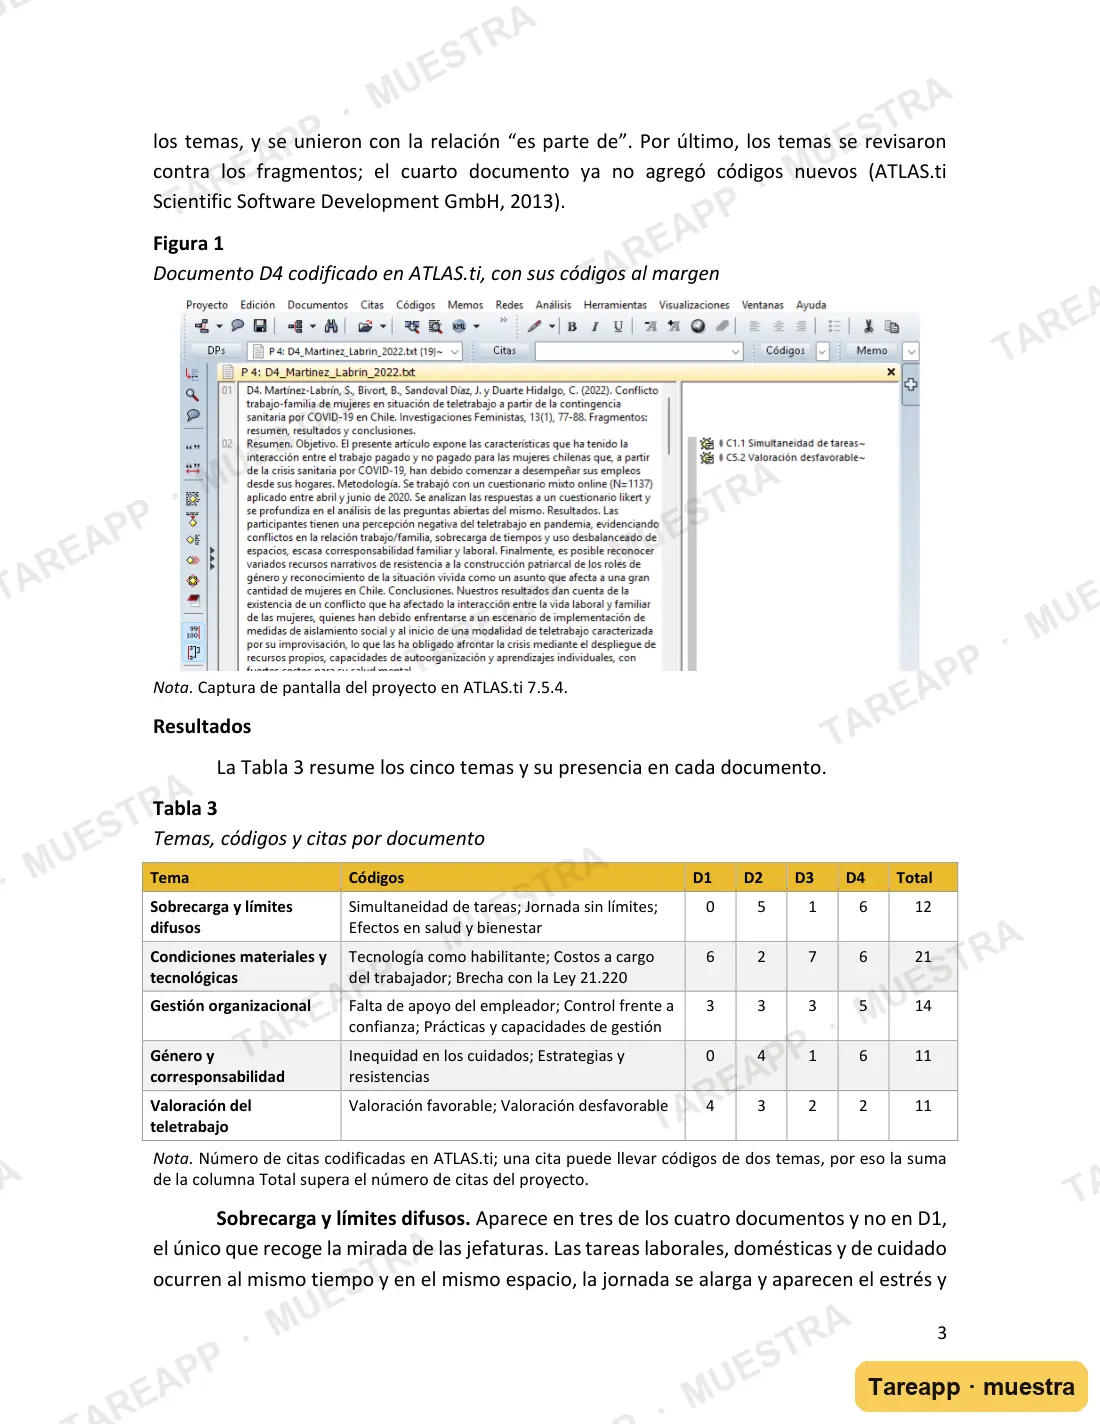 los temas, y se unieron con la relación “es parte de”. Por último, los temas se revisaron
contra los fragmentos; el cuarto documento ya no agregó códigos nuevos (ATLAS.ti
Scientific Software Development GmbH, 2013).
Figura 1
Documento D4 codificado en ATLAS.ti, con sus códigos al margen
Proyecto Edición Documentos Citas Códigos Memos Redes Análisis Herramientas Visualizaciones Ventanas Ayuda
DPs P 4: D4_Martinez_Labrin_2022.txt (19)~ Citas Códigos Memo
P 4: D4_Martinez_Labrin_2022.txt
01 D4. Martínez-Labrín, S., Bivort, B., Sandoval Díaz, J. y Duarte Hidalgo, C. (2022). Conflicto
trabajo-familia de mujeres en situación de teletrabajo a partir de la contingencia
sanitaria por COVID-19 en Chile. Investigaciones Feministas, 13(1), 77-88. Fragmentos:
resumen, resultados y conclusiones.
02 Resumen. Objetivo. El presente artículo expone las características que ha tenido la
interacción entre el trabajo pagado y no pagado para las mujeres chilenas que, a partir
de la crisis sanitaria por COVID-19, han debido comenzar a desempeñar sus empleos
desde sus hogares. Metodología. Se trabajó con un cuestionario mixto online (N=1137)
aplicado entre abril y junio de 2020. Se analizan las respuestas a un cuestionario likert y
se profundiza en el análisis de las preguntas abiertas del mismo. Resultados. Las
participantes tienen una percepción negativa del teletrabajo en pandemia, evidenciando
conflictos en la relación trabajo/familia, sobrecarga de tiempos y uso desbalanceado de
espacios, escasa corresponsabilidad familiar y laboral. Finalmente, es posible reconocer
variados recursos narrativos de resistencia a la construcción patriarcal de los roles de
género y reconocimiento de la situación vivida como un asunto que afecta a una gran
cantidad de mujeres en Chile. Conclusiones. Nuestros resultados dan cuenta de la
existencia de un conflicto que ha afectado la interacción entre la vida laboral y familiar
de las mujeres, quienes han debido enfrentarse a un escenario de implementación de
medidas de aislamiento social y al inicio de una modalidad de teletrabajo caracterizada
por su improvisación, lo que las ha obligado afrontar la crisis mediante el despliegue de
recursos propios, capacidades de autoorganización y aprendizajes individuales, con
fuertes costos para su salud mental.
C1.1 Simultaneidad de tareas~
C5.2 Valoración desfavorable~
Nota. Captura de pantalla del proyecto en ATLAS.ti 7.5.4.
Resultados
La Tabla 3 resume los cinco temas y su presencia en cada documento.
Tabla 3
Temas, códigos y citas por documento
Tema Códigos D1 D2 D3 D4 Total
Sobrecarga y límites Simultaneidad de tareas; Jornada sin límites; 0 5 1 6 12
difusos Efectos en salud y bienestar
Condiciones materiales y Tecnología como habilitante; Costos a cargo 6 2 7 6 21
tecnológicas del trabajador; Brecha con la Ley 21.220
Gestión organizacional Falta de apoyo del empleador; Control frente a 3 3 3 5 14
confianza; Prácticas y capacidades de gestión
Género y Inequidad en los cuidados; Estrategias y 0 4 1 6 11
corresponsabilidad resistencias
Valoración del Valoración favorable; Valoración desfavorable 4 3 2 2 11
teletrabajo
Nota. Número de citas codificadas en ATLAS.ti; una cita puede llevar códigos de dos temas, por eso la suma
de la columna Total supera el número de citas del proyecto.
Sobrecarga y límites difusos. Aparece en tres de los cuatro documentos y no en D1,
el único que recoge la mirada de las jefaturas. Las tareas laborales, domésticas y de cuidado
ocurren al mismo tiempo y en el mismo espacio, la jornada se alarga y aparecen el estrés y
3
Tareapp · muestra
TAREAPP · MUESTRA